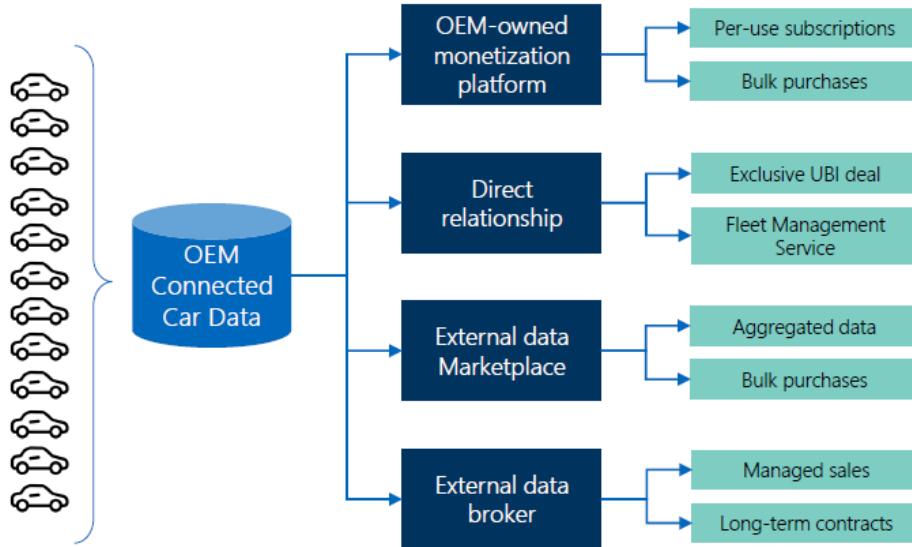 OEM-owned
monetization
platform
Per-use subscriptions
Bulk purchases
Direct
relationship
Exclusive UBI deal
Fleet Management
Service
OEM
Connected
Car Data
External data
Marketplace
Aggregated data
Bulk purchases
External data
broker
Managed sales
Long-term contracts